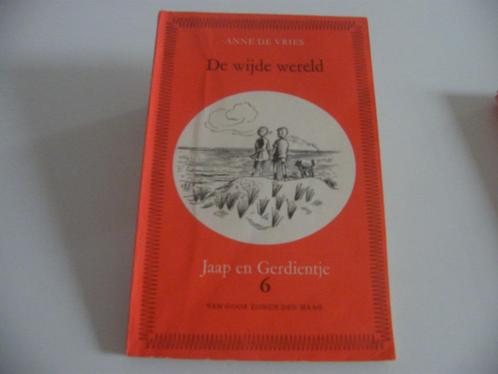 ANNE DE VRIES
De wijde wereld
Jaap en Gerdientje
6
VAN GOOR ZONEN DEN HAAG